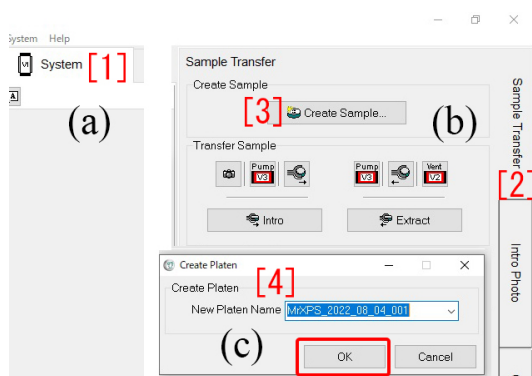 System Help
System [1]
A
(a)
Sample Transfer
Create Sample
[3] Create Sample...
(b)
Transfer Sample
Pump V3
Pump V3
Vent V2
Intro
Extract
Sample Transfer
[2]
Intro Photo
Create Platen
Create Platen
[4]
New Platen Name MrXPS_2022_08_04_001
(c)
OK
Cancel